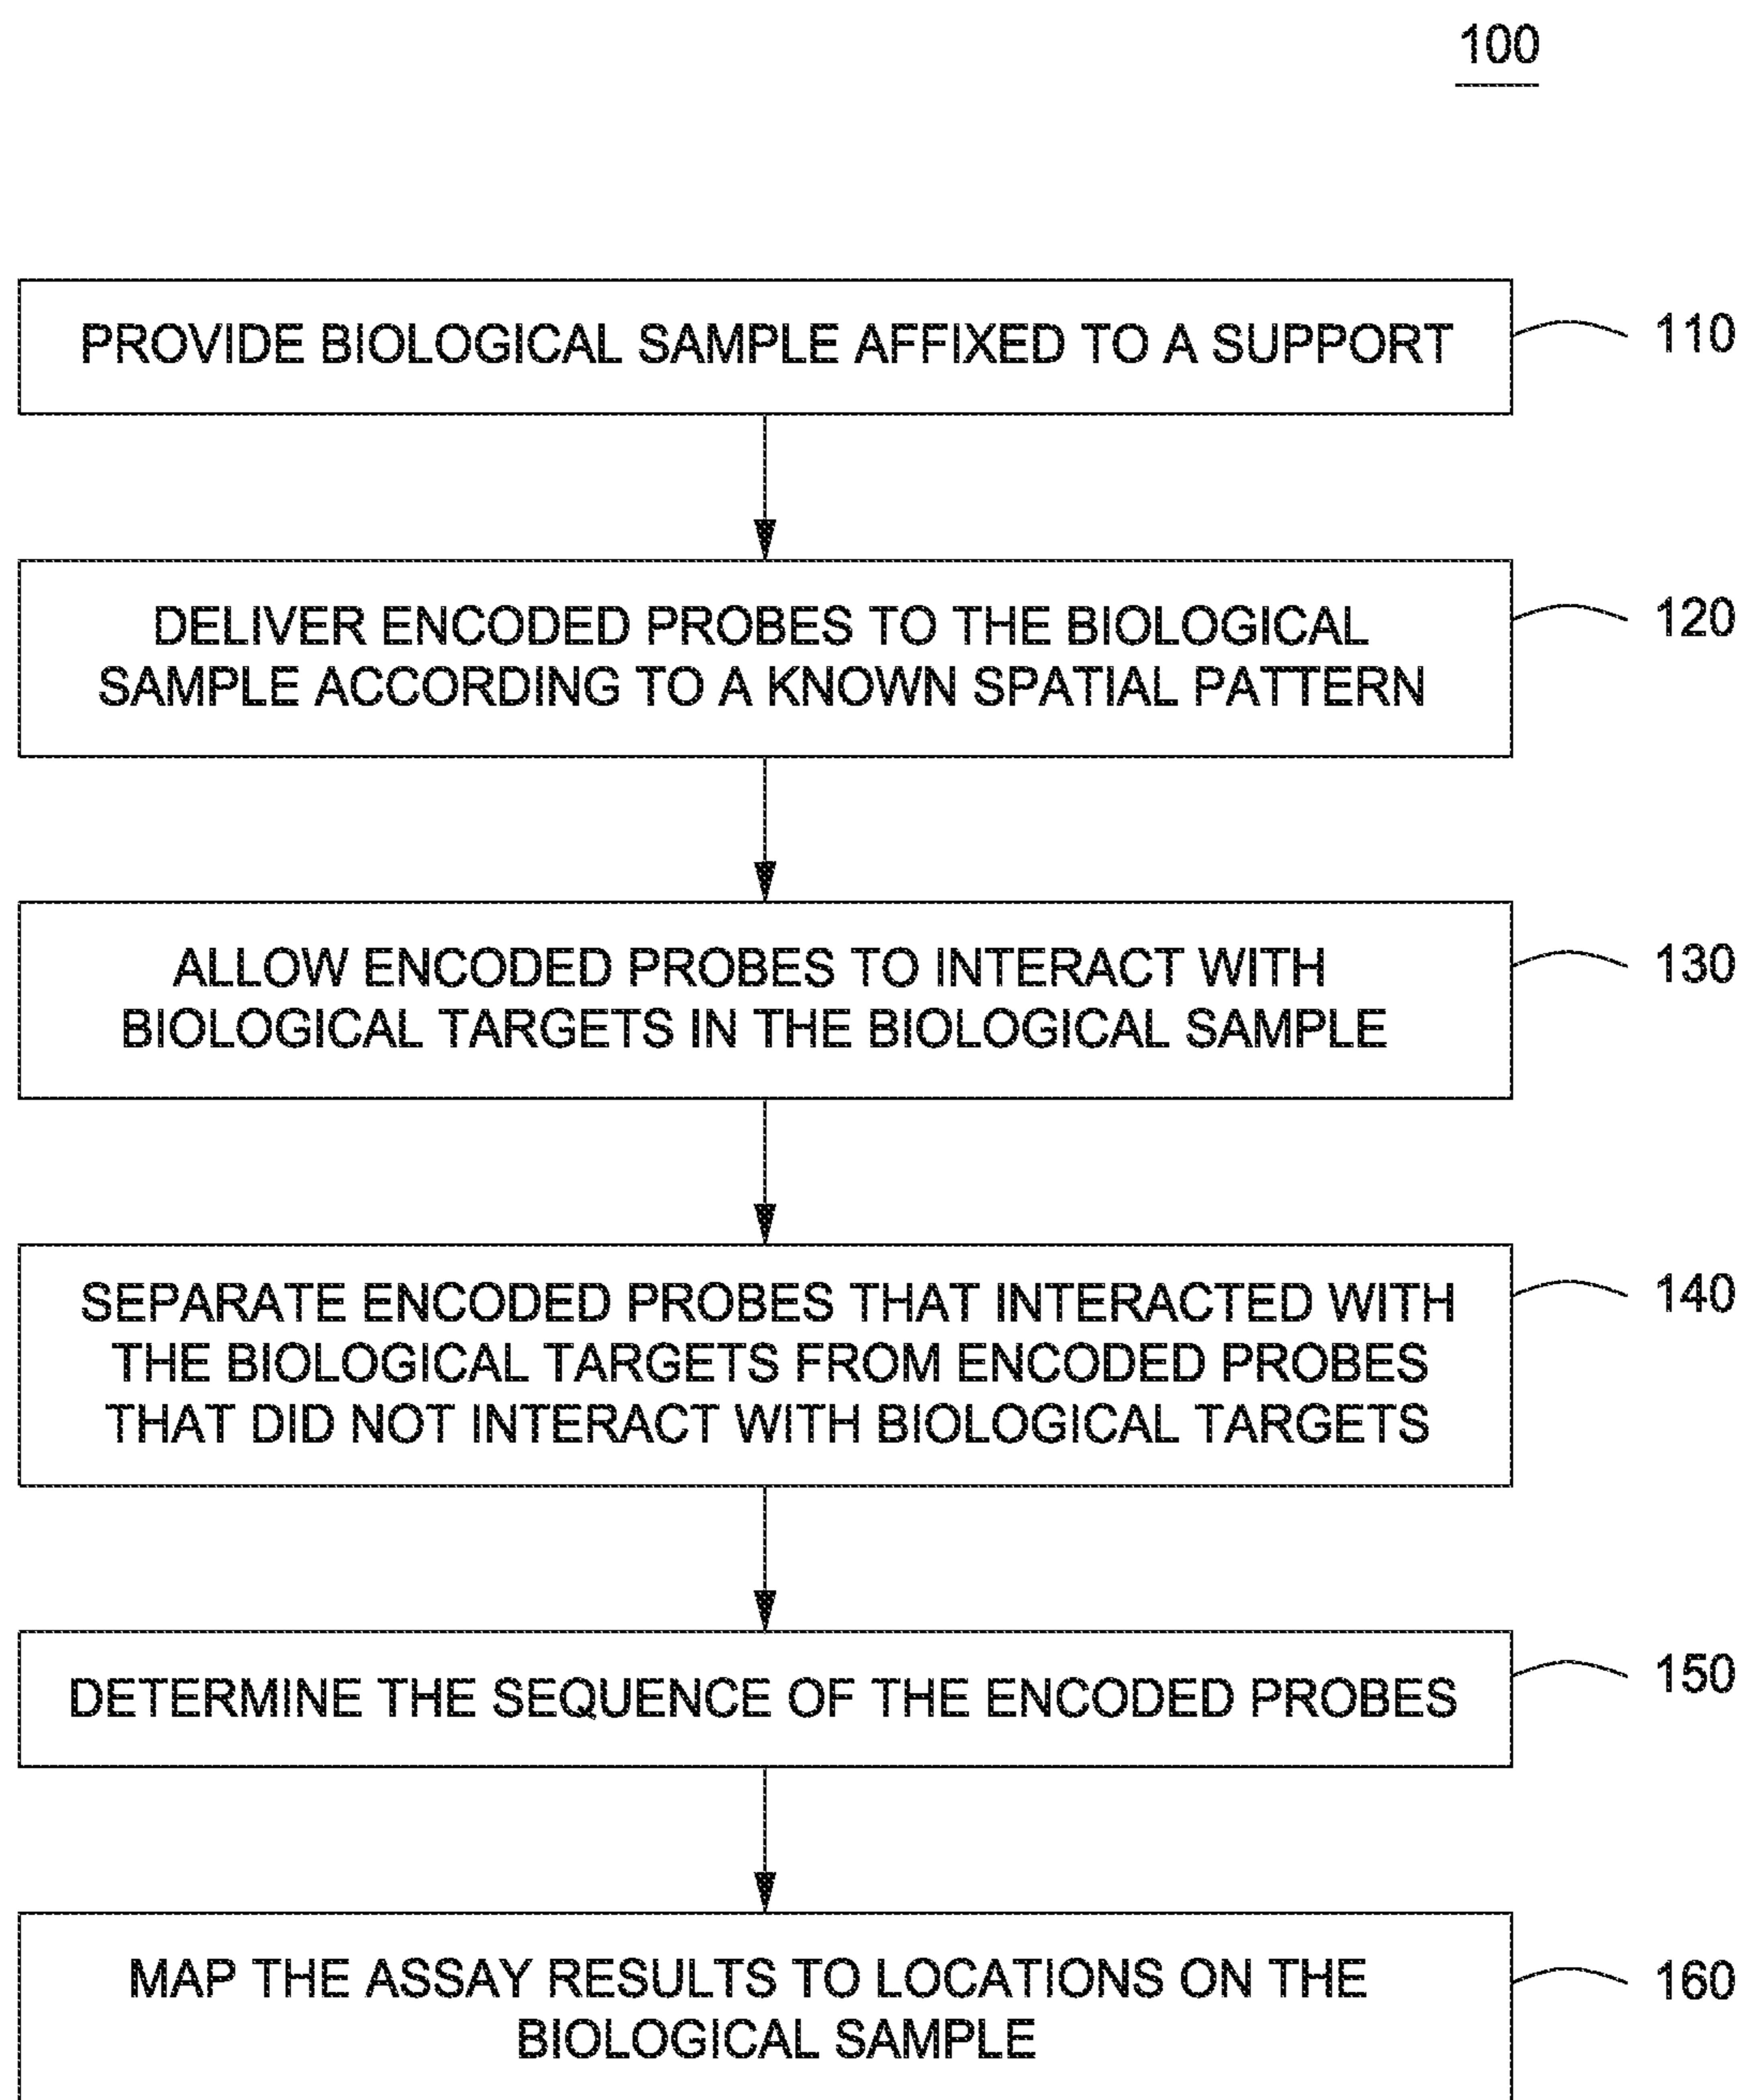 100
PROVIDE BIOLOGICAL SAMPLE AFFIXED TO A SUPPORT
110
DELIVER ENCODED PROBES TO THE BIOLOGICAL
SAMPLE ACCORDING TO A KNOWN SPATIAL PATTERN
120
ALLOW ENCODED PROBES TO INTERACT WITH
BIOLOGICAL TARGETS IN THE BIOLOGICAL SAMPLE
130
SEPARATE ENCODED PROBES THAT INTERACTED WITH
THE BIOLOGICAL TARGETS FROM ENCODED PROBES
THAT DID NOT INTERACT WITH BIOLOGICAL TARGETS
140
DETERMINE THE SEQUENCE OF THE ENCODED PROBES
150
MAP THE ASSAY RESULTS TO LOCATIONS ON THE
BIOLOGICAL SAMPLE
160